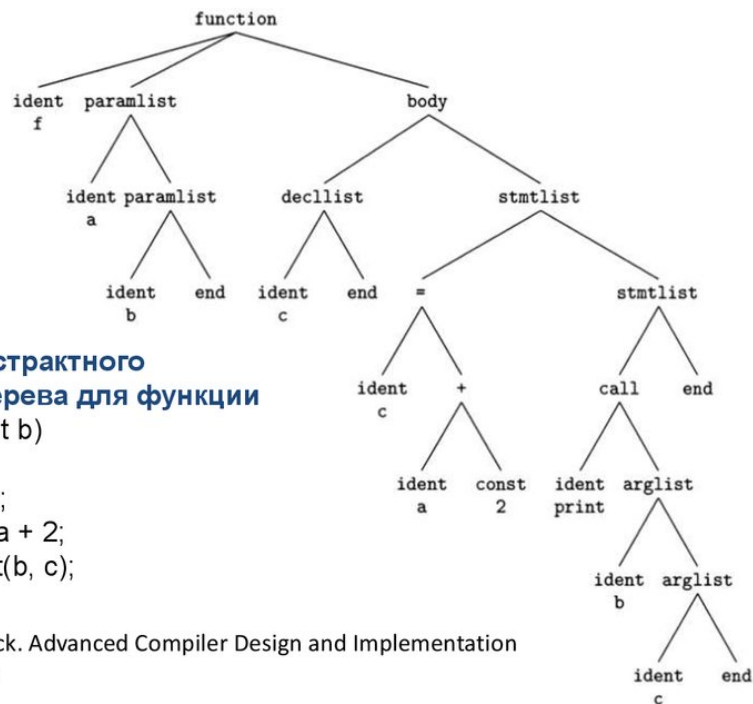 function
ident paramlist body
f
ident paramlist decllist stmtlist
a
ident end ident end = stmtlist
b c
ident + call end
c
ident const ident arglist
a 2 print
ident arglist
b
ident end
c
страктного
ерева для функции
t b)
;
a + 2;
t(b, c);
ck. Advanced Compiler Design and Implementation